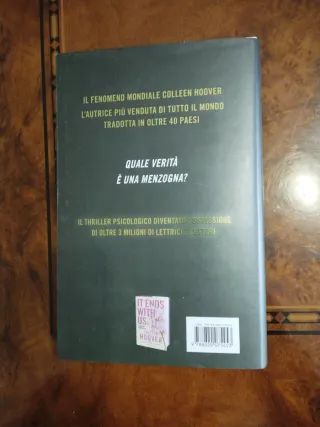 IL FENOMENO MONDIALE COLLEEN HOOVER
L'AUTRICE PIÙ VENDUTA DI TUTTO IL MONDO
TRADOTTA IN OLTRE 40 PAESI
QUALE VERITÀ
È UNA MENZOGNA?
IL THRILLER PSICOLOGICO DIVENTATO
DI OLTRE 3 MILIONI DI LETTRICI
IT ENDS
WITH
US
HOOVER